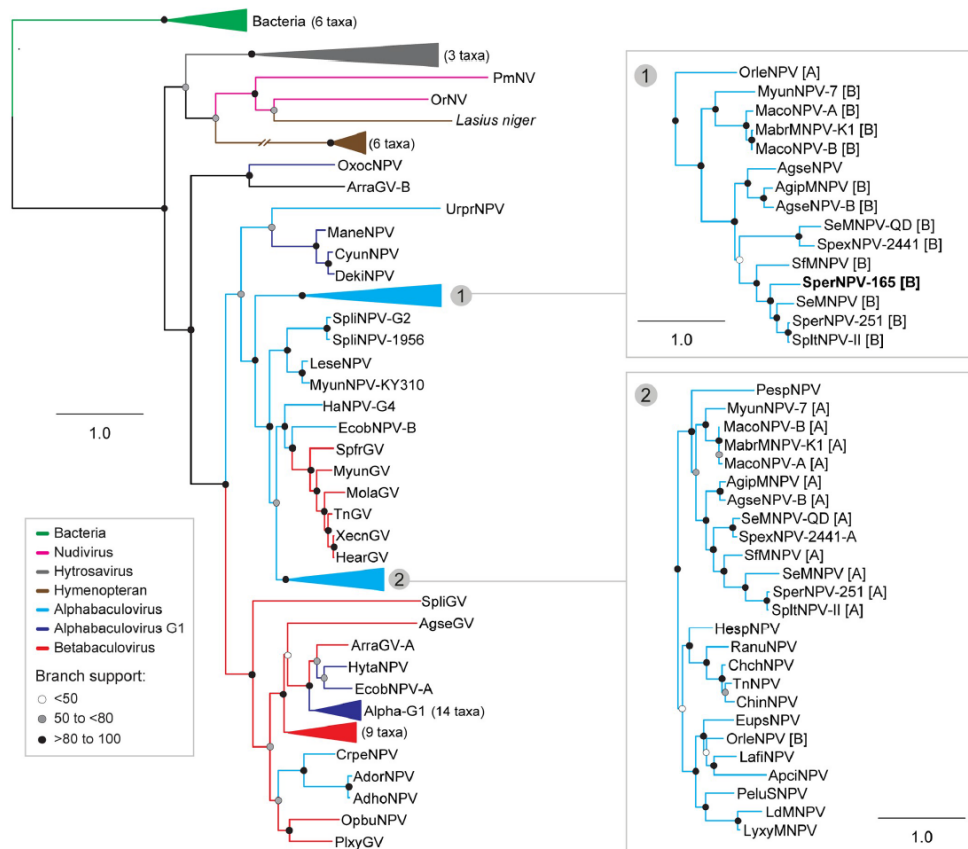 Bacteria (6 taxa)
(3 taxa)
PmNV
OrNV
Lasius niger
(6 taxa)
OxocNPV
ArraGV-B
UrprNPV
ManeNPV
CyunNPV
DekiNPV
1
SpliNPV-G2
SpliNPV-1956
LeseNPV
MyunNPV-KY310
HaNPV-G4
EcobNPV-B
SpfrGV
MyunGV
MolaGV
TnGV
XecnGV
HearGV
2
SpliGV
AgseGV
ArraGV-A
HytaNPV
EcobNPV-A
Alpha-G1 (14 taxa)
(9 taxa)
CrpeNPV
AdorNPV
AdhoNPV
OpbuNPV
PlxyGV
1.0
Bacteria
Nudivirus
Hytrosavirus
Hymenopteran
Alphabaculovirus
Alphabaculovirus G1
Betabaculovirus
Branch support:
<50
50 to <80
>80 to 100
1
OrleNPV [A]
MyunNPV-7 [B]
MacoNPV-A [B]
MabrMNPV-K1 [B]
MacoNPV-B [B]
AgseNPV
AgipMNPV [B]
AgseNPV-B [B]
SeMNPV-QD [B]
SpexNPV-2441 [B]
SfMNPV [B]
SperNPV-165 [B]
SeMNPV [B]
SperNPV-251 [B]
SpltNPV-II [B]
1.0
2
PespNPV
MyunNPV-7 [A]
MacoNPV-B [A]
MabrMNPV-K1 [A]
MacoNPV-A [A]
AgipMNPV [A]
AgseNPV-B [A]
SeMNPV-QD [A]
SpexNPV-2441-A
SfMNPV [A]
SeMNPV [A]
SperNPV-251 [A]
SpltNPV-II [A]
HespNPV
RanuNPV
ChchNPV
TnNPV
ChinNPV
EupsNPV
OrleNPV [B]
LafiNPV
ApciNPV
PeluSNPV
LdMNPV
LyxyMNPV
1.0